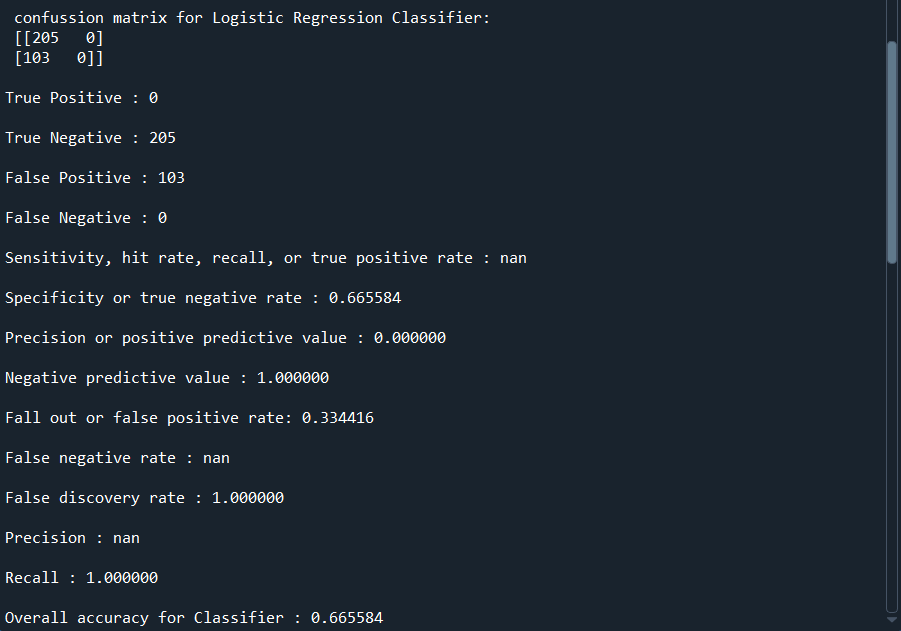 confussion matrix for Logistic Regression Classifier:
[[205   0]
[103   0]]
True Positive : 0
True Negative : 205
False Positive : 103
False Negative : 0
Sensitivity, hit rate, recall, or true positive rate : nan
Specificity or true negative rate : 0.665584
Precision or positive predictive value : 0.000000
Negative predictive value : 1.000000
Fall out or false positive rate: 0.334416
False negative rate : nan
False discovery rate : 1.000000
Precision : nan
Recall : 1.000000
Overall accuracy for Classifier : 0.665584